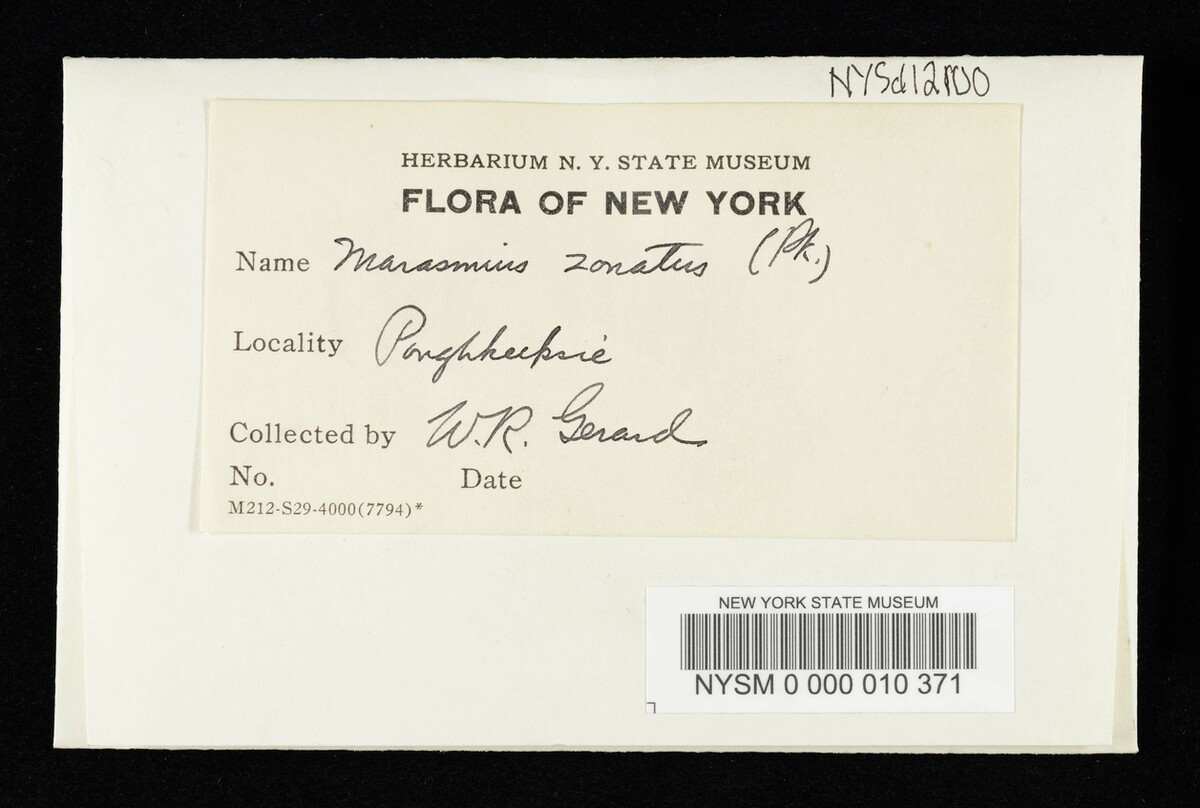 HERBARIUM N. Y. STATE MUSEUM
FLORA OF NEW YORK
Name Marasmius zonatus (Pk.)
Locality Poughkeepsie
Collected by W.R. Gerard
No. Date
M212-S29-4000(7794)*
NEW YORK STATE MUSEUM
NYSM 0 000 010 371